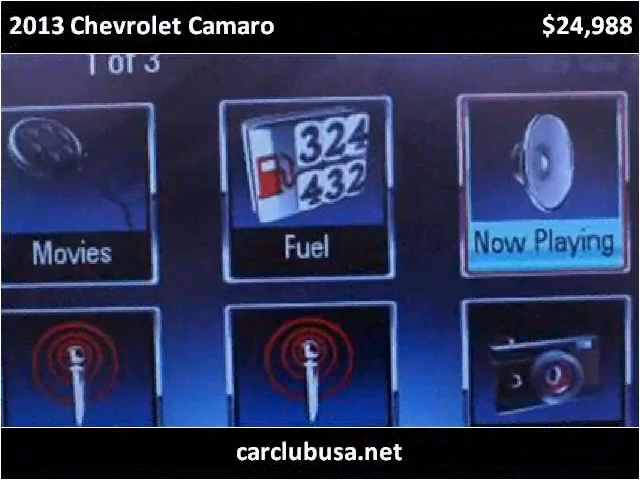 2013 Chevrolet Camaro $24,988
1 of 3
324
432
Movies Fuel Now Playing
carclubusa.net